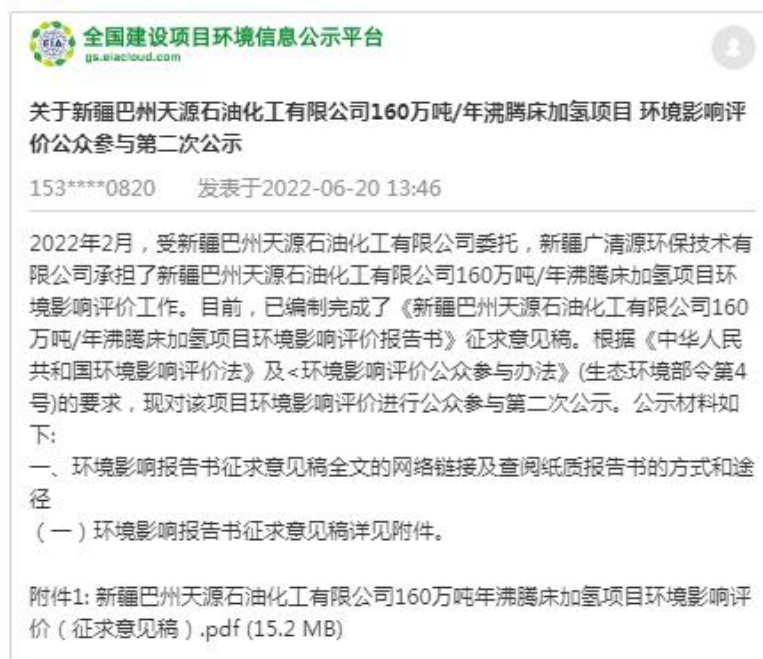 EIA
全国建设项目环境信息公示平台
gs.eiacloud.com
关于新疆巴州天源石油化工有限公司160万吨/年沸腾床加氢项目 环境影响评
价公众参与第二次公示
153****0820 发表于2022-06-20 13:46
2022年2月，受新疆巴州天源石油化工有限公司委托，新疆广清源环保技术有
限公司承担了新疆巴州天源石油化工有限公司160万吨/年沸腾床加氢项目环
境影响评价工作。目前，已编制完成了《新疆巴州天源石油化工有限公司160
万吨/年沸腾床加氢项目环境影响评价报告书》征求意见稿。根据《中华人民
共和国环境影响评价法》及<环境影响评价公众参与办法》(生态环境部令第4
号)的要求，现对该项目环境影响评价进行公众参与第二次公示。公示材料如
下:
一、环境影响报告书征求意见稿全文的网络链接及查阅纸质报告书的方式和途
径
（一）环境影响报告书征求意见稿详见附件。
附件1: 新疆巴州天源石油化工有限公司160万吨年沸腾床加氢项目环境影响评
价（征求意见稿）.pdf (15.2 MB)